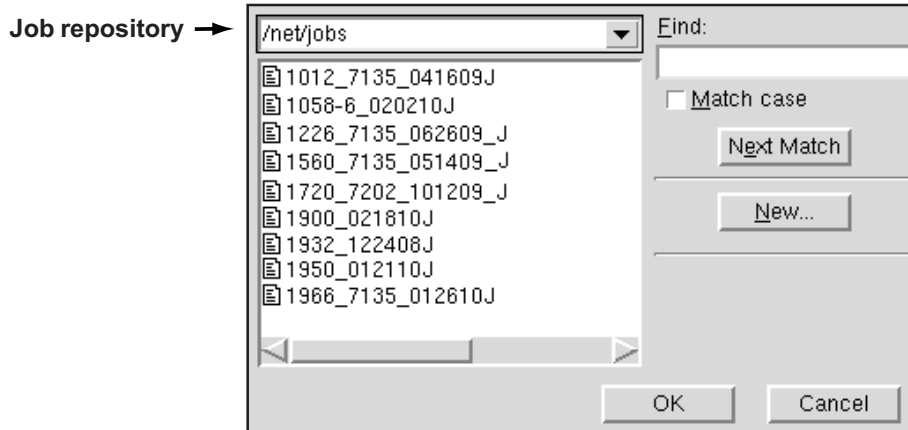 Job repository
/net/jobs
1012_7135_041609J
1058-6_020210J
1226_7135_062609_J
1560_7135_051409_J
1720_7202_101209_J
1900_021810J
1932_122408J
1950_012110J
1966_7135_012610J
Find:
Match case
Next Match
New...
OK
Cancel